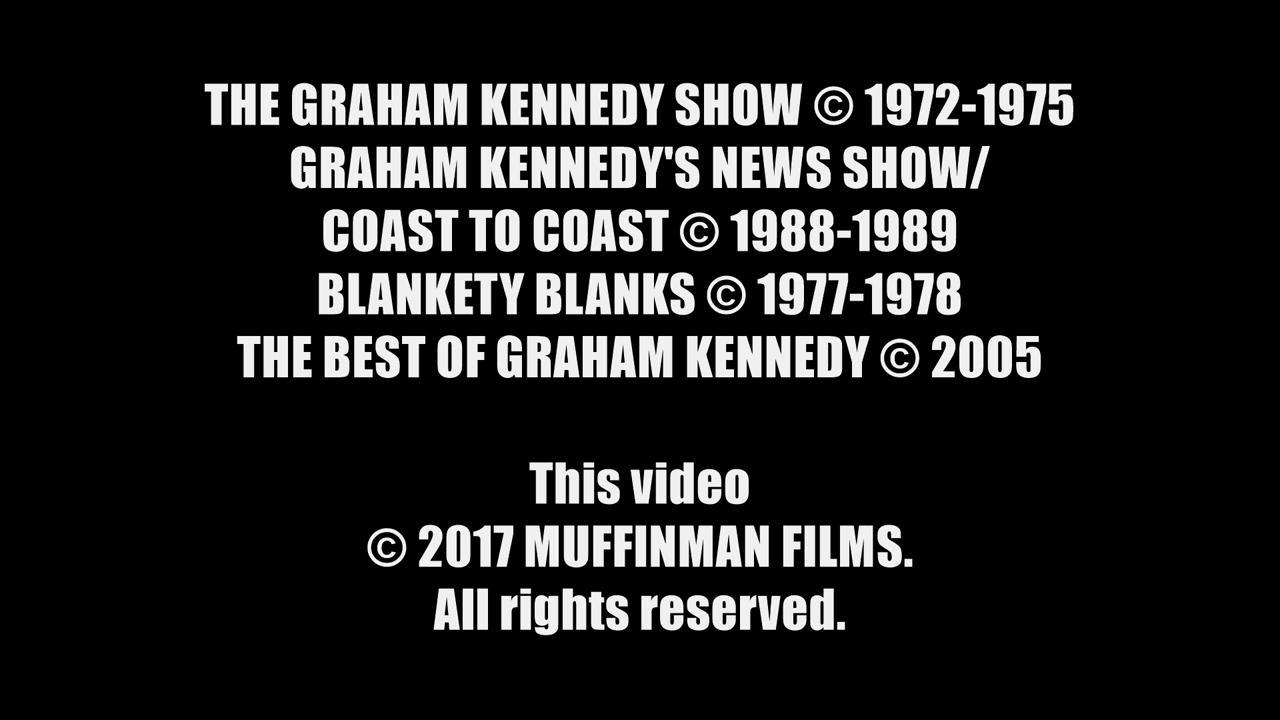 THE GRAHAM KENNEDY SHOW © 1972-1975
GRAHAM KENNEDY'S NEWS SHOW/
COAST TO COAST © 1988-1989
BLANKETY BLANKS © 1977-1978
THE BEST OF GRAHAM KENNEDY © 2005
This video
© 2017 MUFFINMAN FILMS.
All rights reserved.